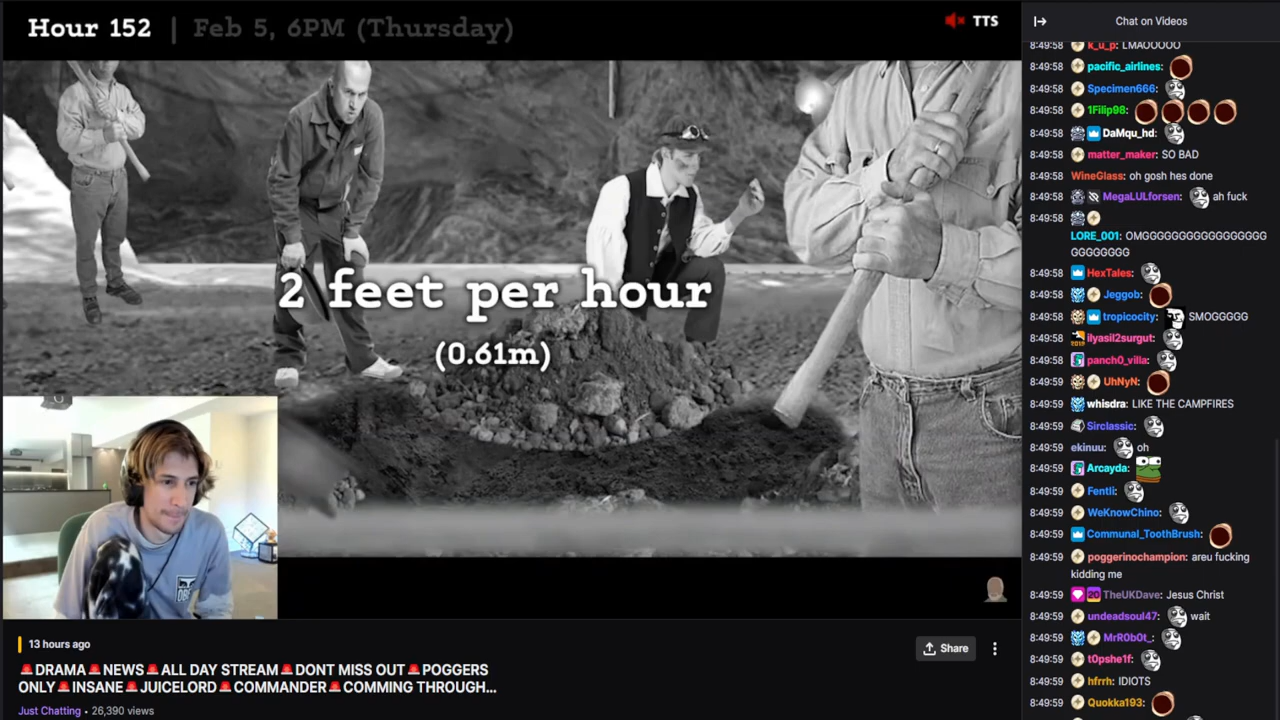 Hour 152 | Feb 5, 6PM (Thursday)
TTS
2 feet per hour
(0.61m)
13 hours ago
🚨DRAMA🚨NEWS🚨ALL DAY STREAM🚨DONT MISS OUT🚨POGGERS
ONLY🚨INSANE🚨JUICELORD🚨COMMANDER🚨COMMING THROUGH...
Just Chatting • 26,390 views
Share
Chat on Videos
8:49:58 k_u_p: LMAOOOOO
8:49:58 pacific_airlines:
8:49:58 Specimen666:
8:49:58 1Filip98:
8:49:58 DaMqu_hd:
8:49:58 matter_maker: SO BAD
8:49:58 WineGlass: oh gosh hes done
8:49:58 MegaLULforsen: ah fuck
8:49:58
LORE_001: OMGGGGGGGGGGGGGGGGG
GGGGGGGG
8:49:58 HexTales:
8:49:58 Jeggob:
8:49:58 tropicocity: SMOGGGGG
8:49:58 ilyasil2surgut:
8:49:58 panch0_villa:
8:49:59 UhNyN:
8:49:59 whisdra: LIKE THE CAMPFIRES
8:49:59 Sirclassic:
8:49:59 ekinuu: oh
8:49:59 Arcayda:
8:49:59 Fentli:
8:49:59 WeKnowChino:
8:49:59 Communal_ToothBrush:
8:49:59 poggerinochampion: areu fucking
kidding me
8:49:59 TheUKDave: Jesus Christ
8:49:59 undeadsoul47: wait
8:49:59 MrR0b0t_:
8:49:59 t0pshe1f:
8:49:59 hfrrh: IDIOTS
8:49:59 Quokka193: